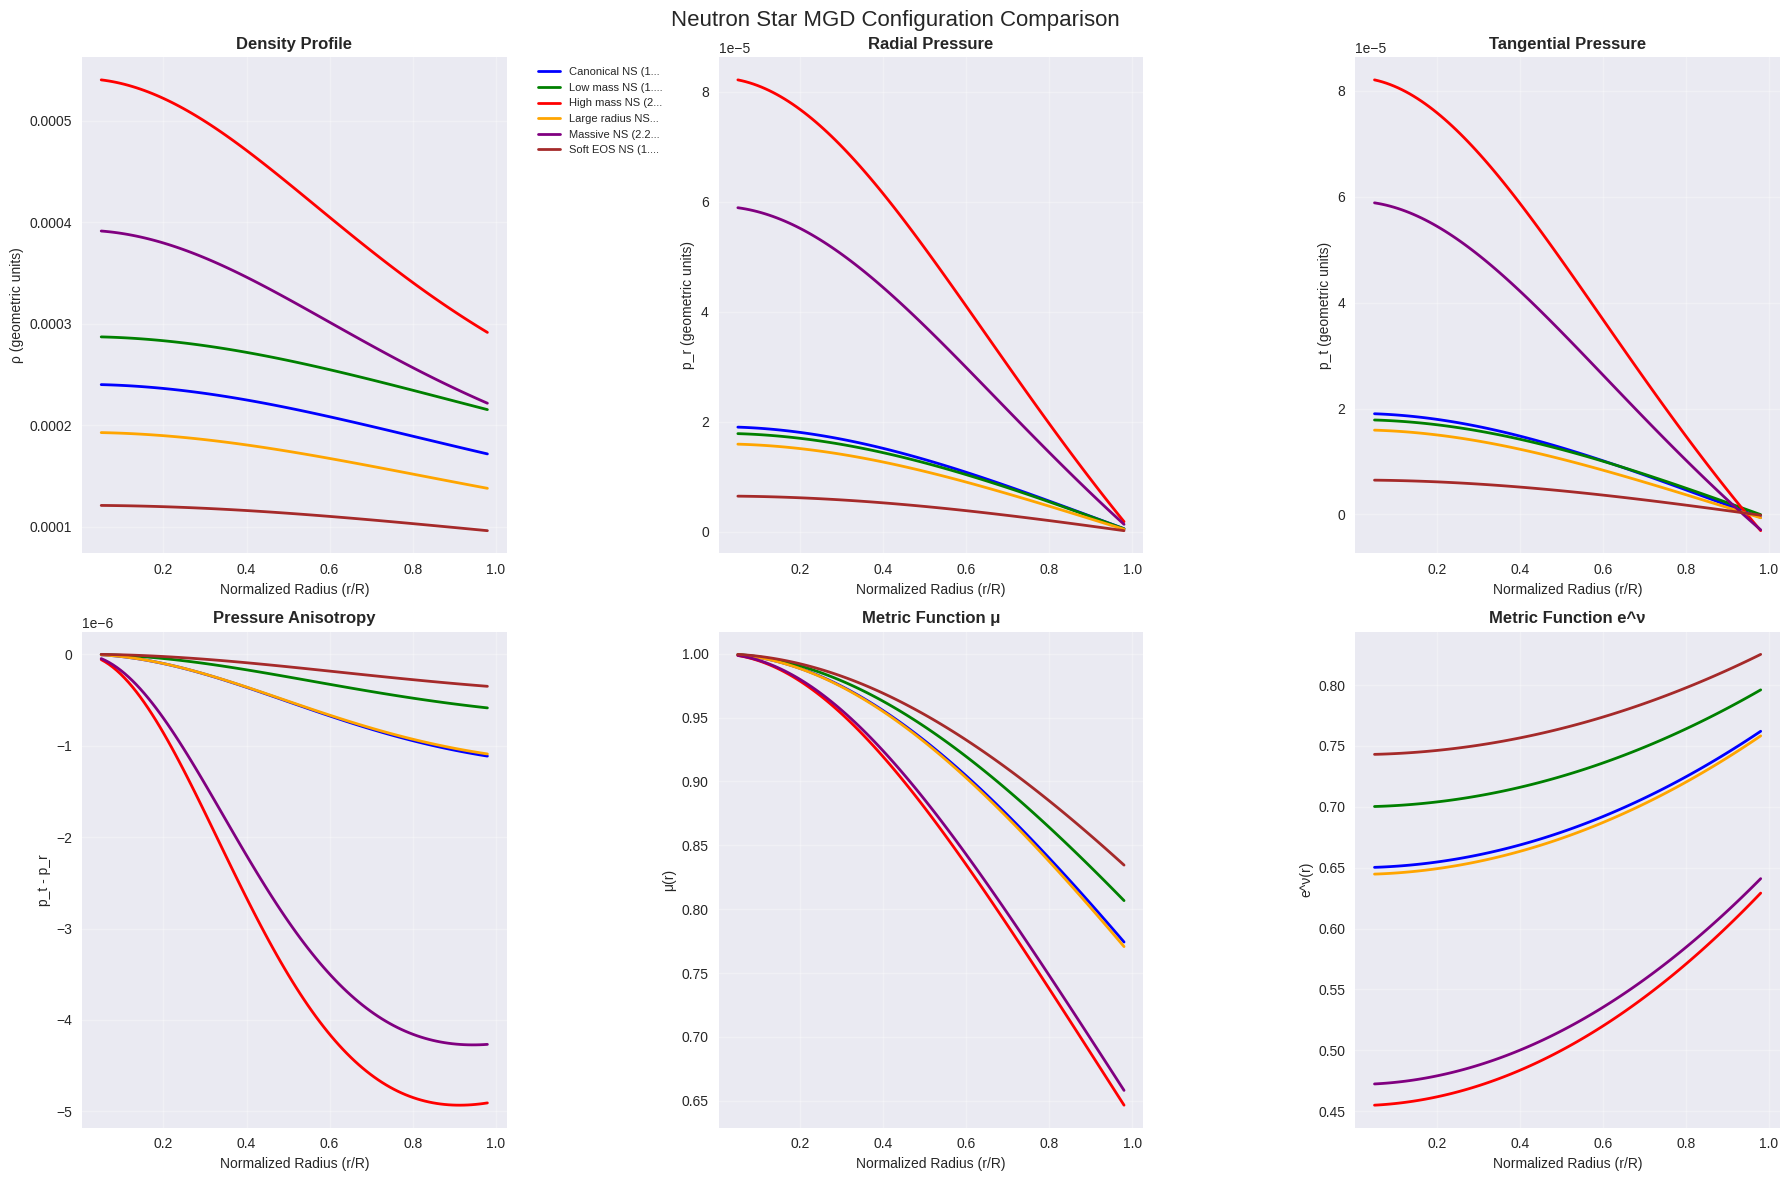 Neutron Star MGD Configuration Comparison
Density Profile
ρ (geometric units)
0.0005
0.0004
0.0003
0.0002
0.0001
0.2 0.4 0.6 0.8 1.0
Normalized Radius (r/R)
Canonical NS (1...
Low mass NS (1....
High mass NS (2...
Large radius NS...
Massive NS (2.2...
Soft EOS NS (1....
Radial Pressure
1e−5
p_r (geometric units)
8
6
4
2
0
0.2 0.4 0.6 0.8 1.0
Normalized Radius (r/R)
Tangential Pressure
1e−5
p_t (geometric units)
8
6
4
2
0
0.2 0.4 0.6 0.8 1.0
Normalized Radius (r/R)
Pressure Anisotropy
1e−6
p_t - p_r
0
−1
−2
−3
−4
−5
0.2 0.4 0.6 0.8 1.0
Normalized Radius (r/R)
Metric Function μ
μ(r)
1.00
0.95
0.90
0.85
0.80
0.75
0.70
0.65
0.2 0.4 0.6 0.8 1.0
Normalized Radius (r/R)
Metric Function e^ν
e^ν(r)
0.80
0.75
0.70
0.65
0.60
0.55
0.50
0.45
0.2 0.4 0.6 0.8 1.0
Normalized Radius (r/R)